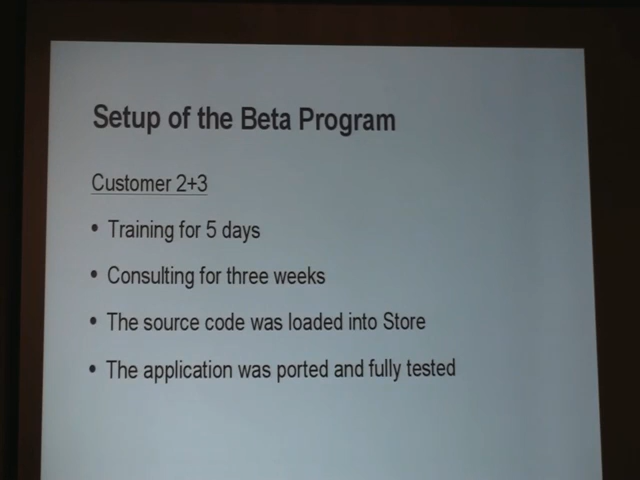 Setup of the Beta Program
Customer 2+3
• Training for 5 days
• Consulting for three weeks
• The source code was loaded into Store
• The application was ported and fully tested